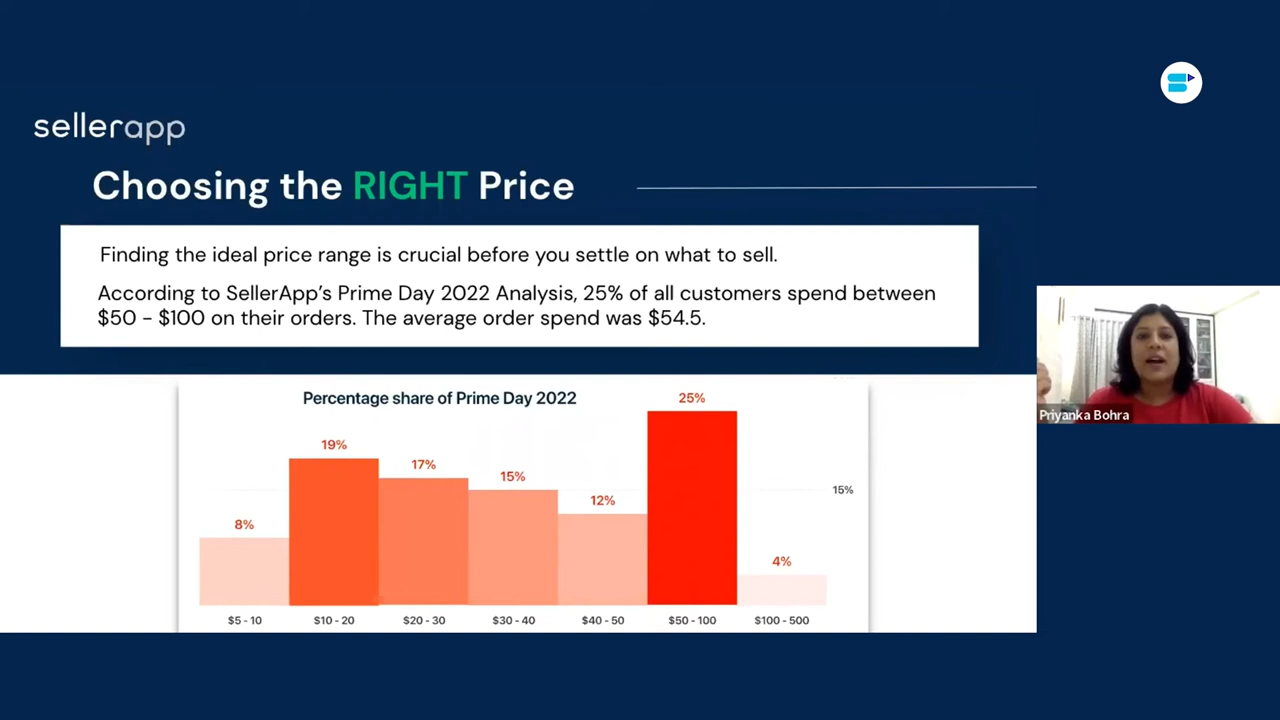 sellerapp
Choosing the RIGHT Price
Finding the ideal price range is crucial before you settle on what to sell.
According to SellerApp's Prime Day 2022 Analysis, 25% of all customers spend between
$50 - $100 on their orders. The average order spend was $54.5.
Percentage share of Prime Day 2022
8%
19%
17%
15%
12%
25%
4%
15%
$5 - 10
$10 - 20
$20 - 30
$30 - 40
$40 - 50
$50 - 100
$100 - 500
Priyanka Bohra